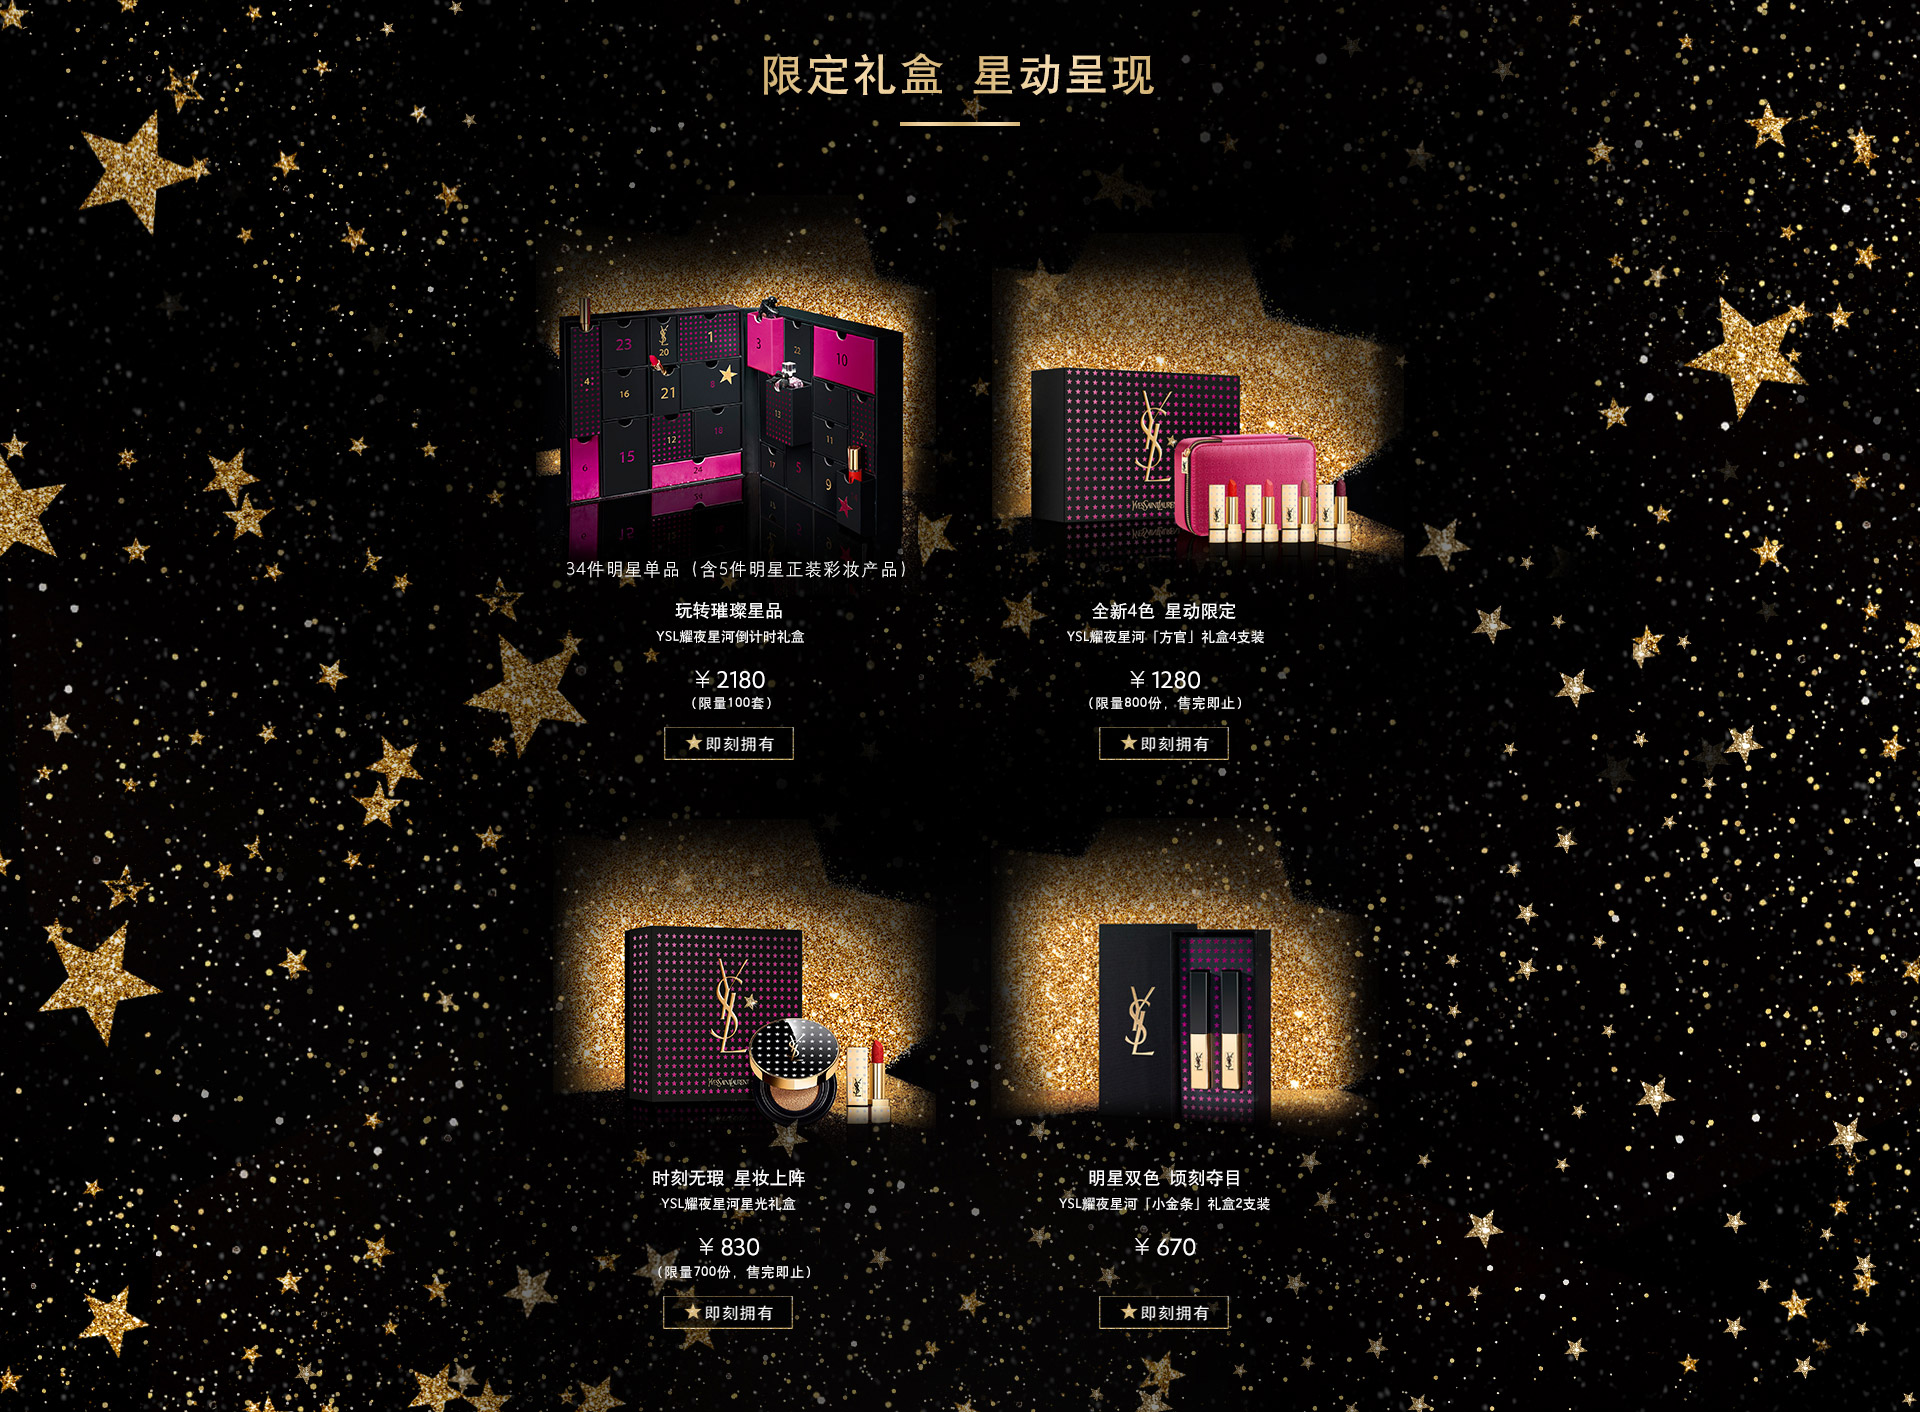 限定礼盒 星动呈现
34件明星单品（含5件明星正装彩妆产品）
玩转璀璨星品
YSL耀夜星河倒计时礼盒
¥ 2180
（限量100套）
★即刻拥有
全新4色 星动限定
YSL耀夜星河「方官」礼盒4支装
¥ 1280
（限量800份，售完即止）
★即刻拥有
时刻无瑕 星妆上阵
YSL耀夜星河星光礼盒
¥ 830
（限量700份，售完即止）
★即刻拥有
明星双色 顷刻夺目
YSL耀夜星河「小金条」礼盒2支装
¥ 670
★即刻拥有